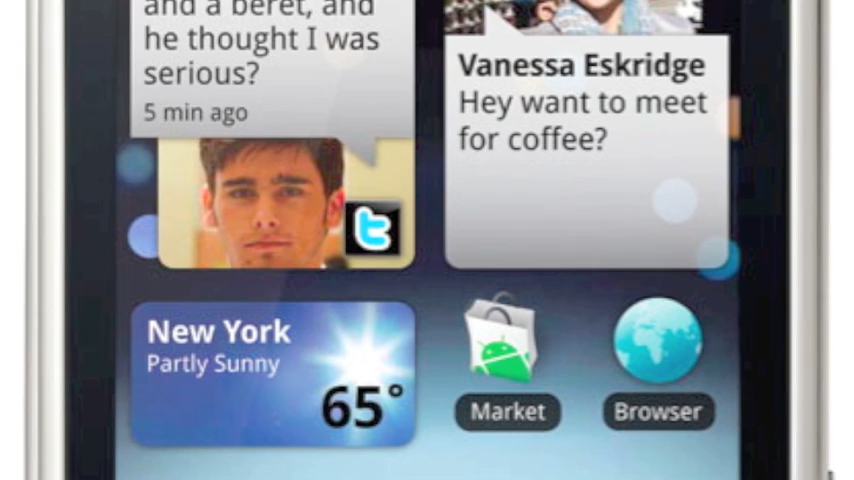 and a beret, and
he thought I was
serious?
5 min ago
Vanessa Eskridge
Hey want to meet
for coffee?
New York
Partly Sunny
65°
Market
Browser